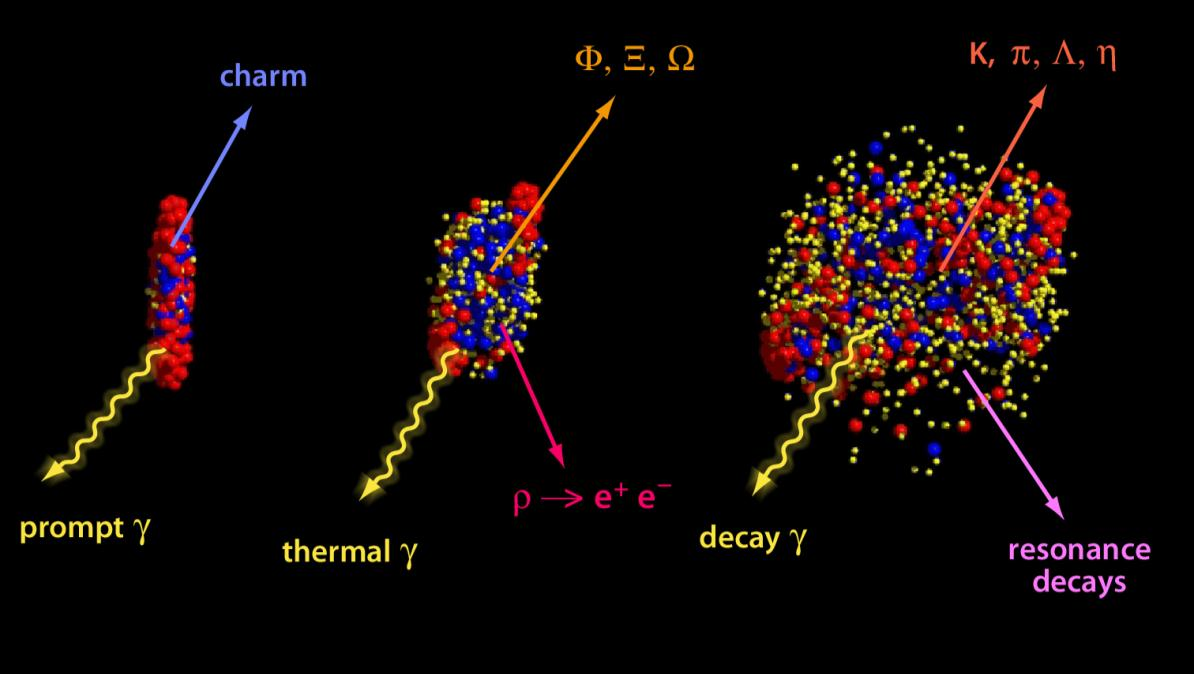 charm
Φ, Ξ, Ω
K, π, Λ, η
prompt γ
thermal γ
ρ → e⁺ e⁻
decay γ
resonance
decays